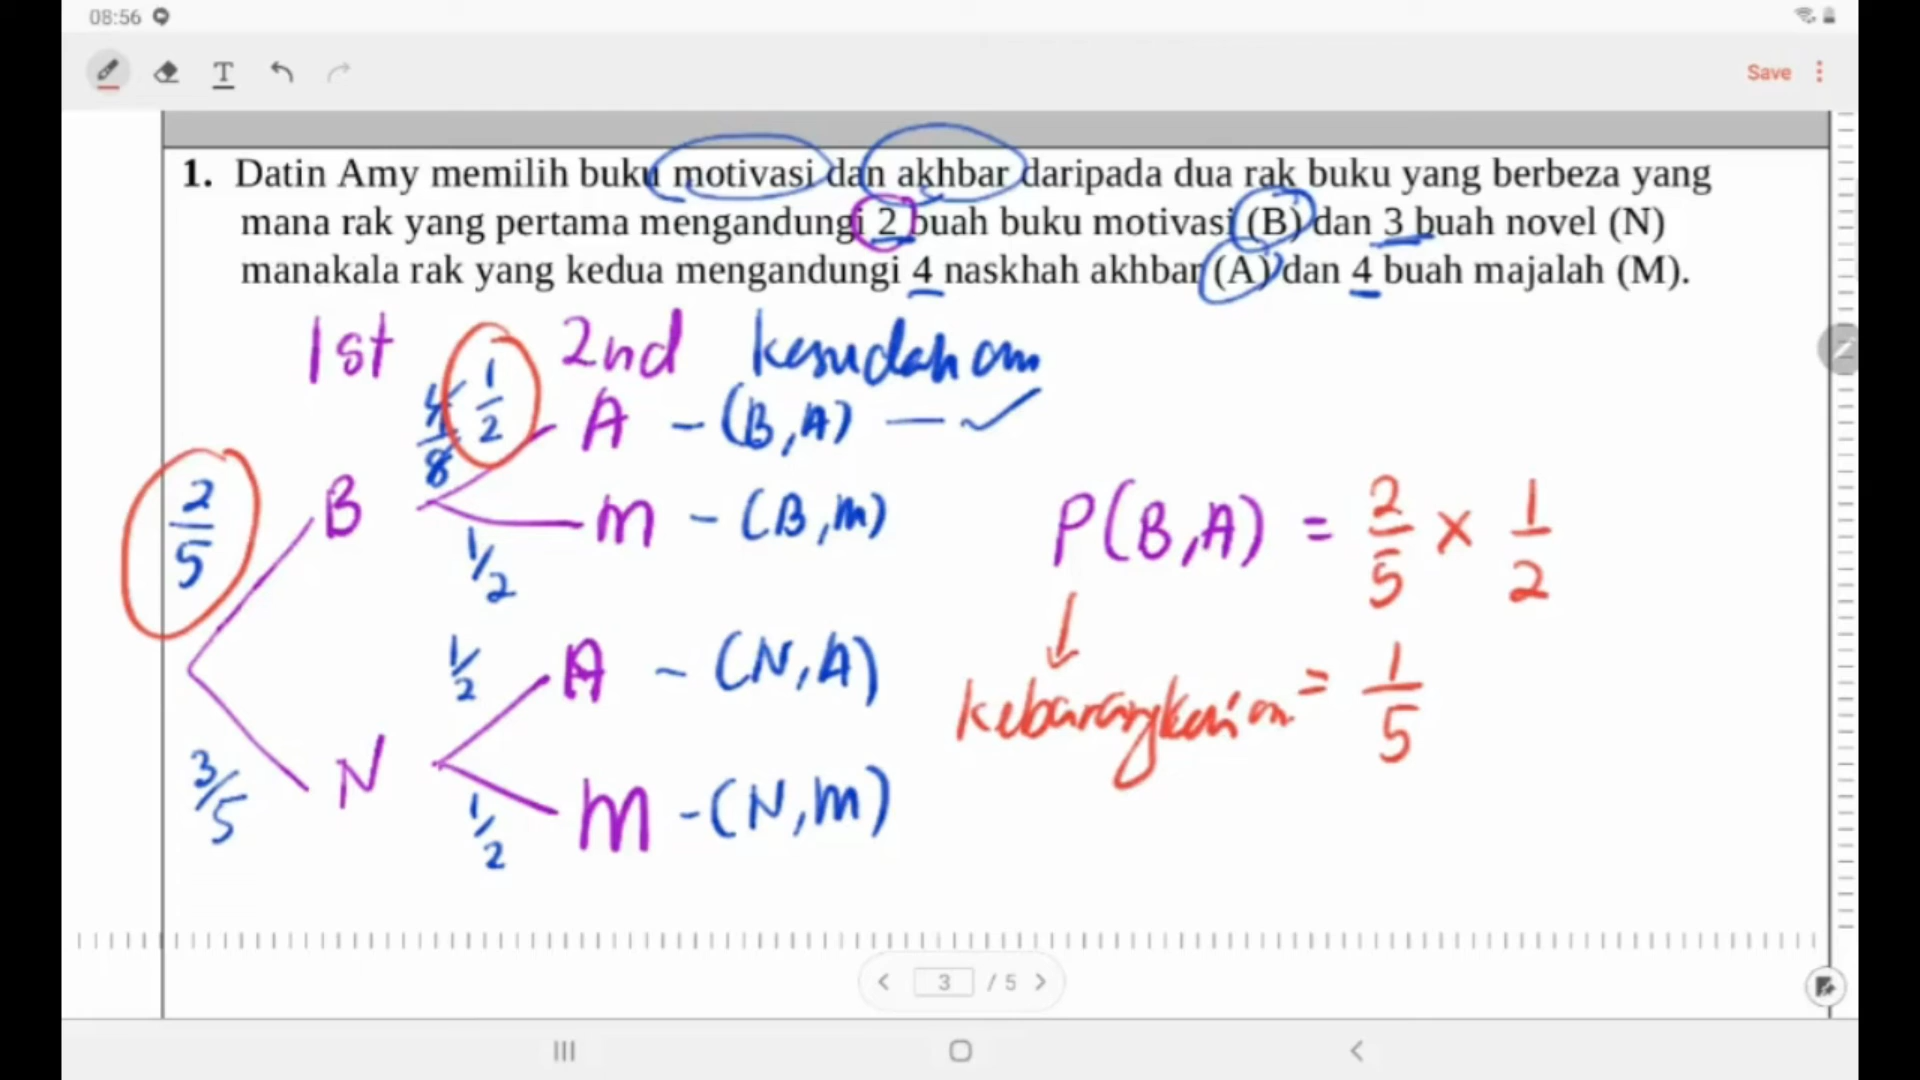 08:56
T
Save
1. Datin Amy memilih buku motivasi dan akhbar daripada dua rak buku yang berbeza yang
mana rak yang pertama mengandungi 2 buah buku motivasi (B) dan 3 buah novel (N)
manakala rak yang kedua mengandungi 4 naskhah akhbar (A) dan 4 buah majalah (M).
1st 2nd kesudahan
4/8 1/2 A - (B,A) — ✓
2/5 B
1/2 m - (B,m)
P(B,A) = 2/5 × 1/2
1/2 A - (N,A)
kebarangkalian = 1/5
3/5 N
1/2 m - (N,m)
3 / 5